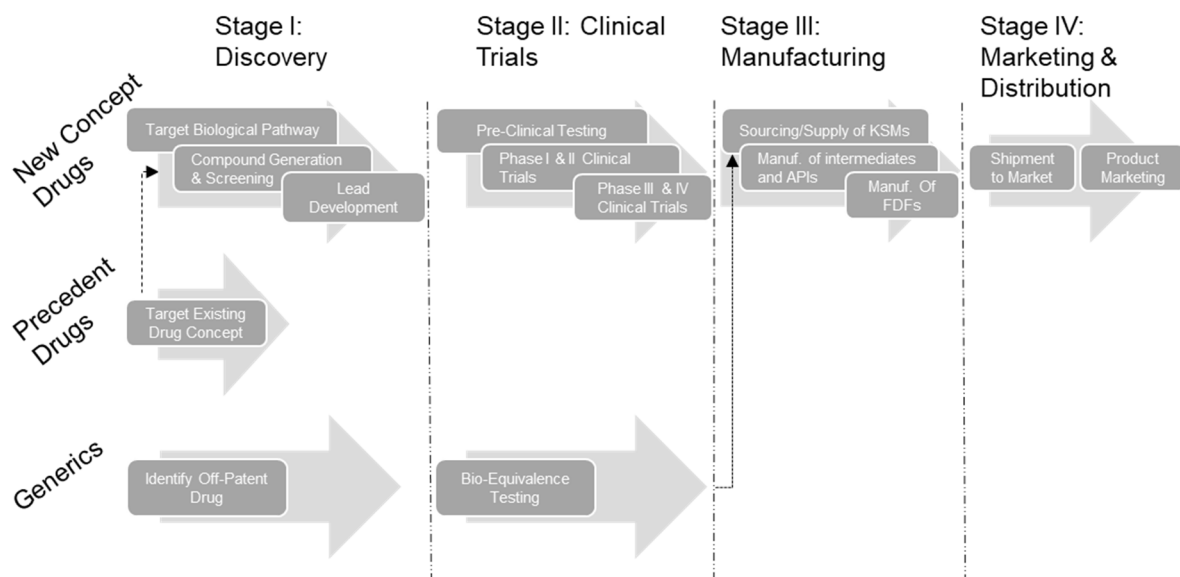 Stage I:
Discovery
Stage II: Clinical
Trials
Stage III:
Manufacturing
Stage IV:
Marketing &
Distribution
New Concept
Drugs
Target Biological Pathway
Compound Generation
& Screening
Lead
Development
Pre-Clinical Testing
Phase I & II Clinical
Trials
Phase III & IV
Clinical Trials
Sourcing/Supply of KSMs
Manuf. of intermediates
and APIs
Manuf. Of
FDFs
Shipment
to Market
Product
Marketing
Precedent
Drugs
Target Existing
Drug Concept
Generics
Identify Off-Patent
Drug
Bio-Equivalence
Testing